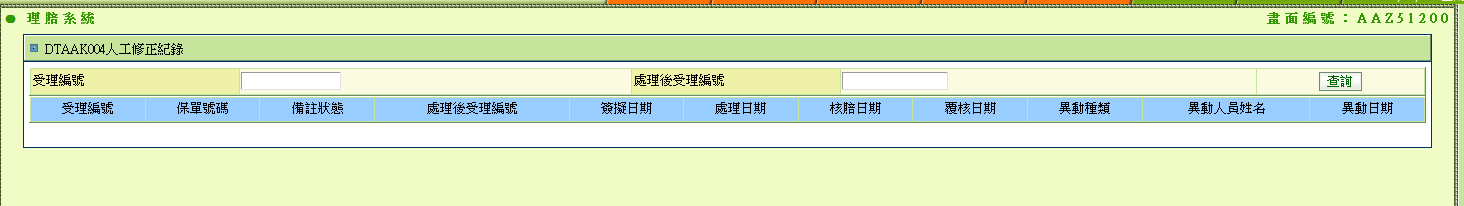 理賠系統 畫面編號：AAZ51200
DTAAK004人工修正紀錄
受理編號 處理後受理編號 查詢
受理編號 保單號碼 備註狀態 處理後受理編號 簽擬日期 處理日期 核賠日期 覆核日期 異動種類 異動人員姓名 異動日期